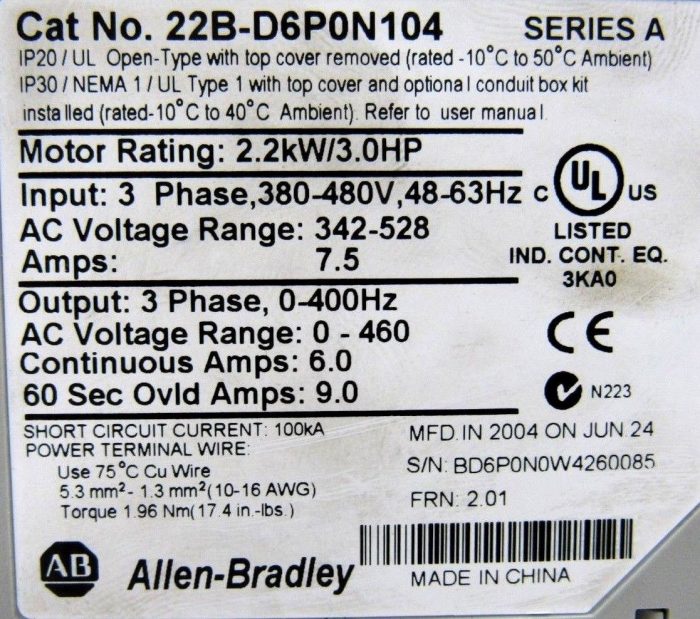 Cat No. 22B-D6P0N104 SERIES A
IP20 / UL Open-Type with top cover removed (rated -10°C to 50°C Ambient)
IP30 / NEMA 1 / UL Type 1 with top cover and optional conduit box kit
installed (rated-10°C to 40°C Ambient). Refer to user manual
Motor Rating: 2.2kW/3.0HP
Input: 3 Phase,380-480V,48-63Hz
AC Voltage Range: 342-528
Amps: 7.5
C UL US
LISTED
IND. CONT. EQ.
3KA0
Output: 3 Phase, 0-400Hz
AC Voltage Range: 0 - 460
Continuous Amps: 6.0
60 Sec Ovld Amps: 9.0
CE
N223
SHORT CIRCUIT CURRENT: 100kA
POWER TERMINAL WIRE:
Use 75°C Cu Wire
5.3 mm²- 1.3 mm²(10-16 AWG)
Torque 1.96 Nm(17.4 in.-lbs.)
MFD.IN 2004 ON JUN.24
S/N: BD6P0N0W4260085
FRN: 2.01
AB Allen-Bradley
MADE IN CHINA